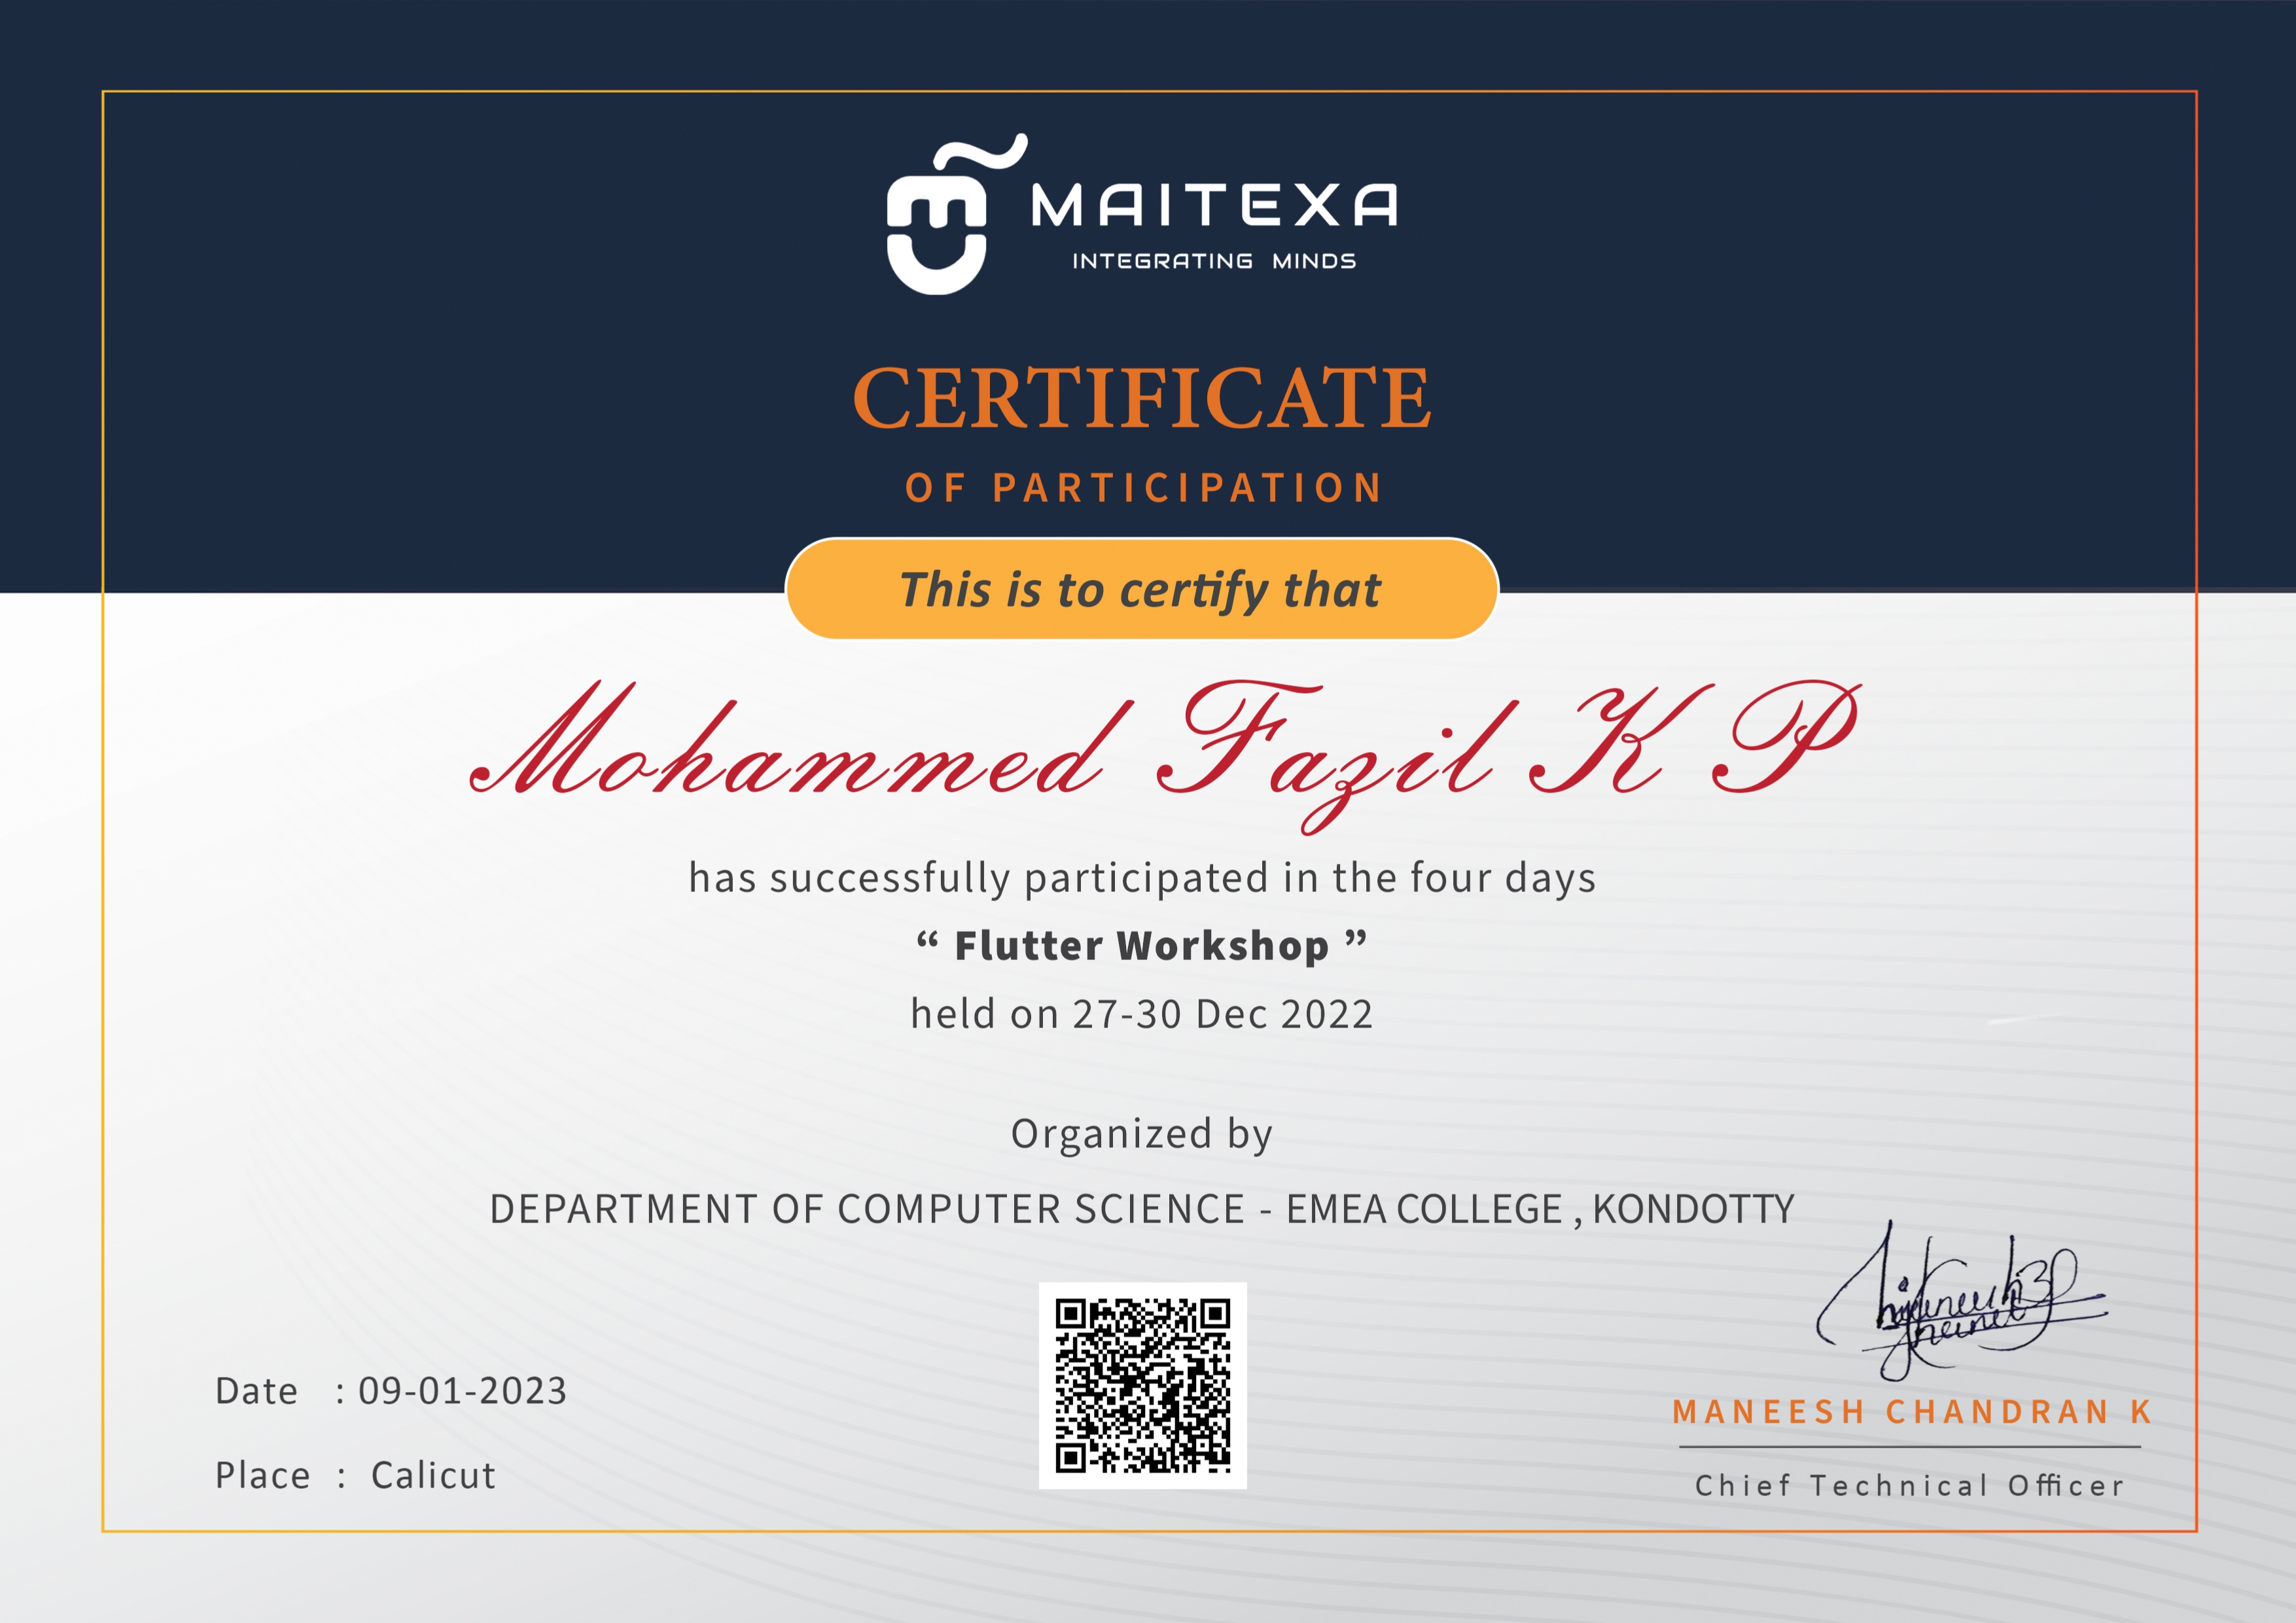 MAITEXA
INTEGRATING MINDS
CERTIFICATE
OF PARTICIPATION
This is to certify that
Mohammed Fazil K P
has successfully participated in the four days
“ Flutter Workshop ”
held on 27-30 Dec 2022
Organized by
DEPARTMENT OF COMPUTER SCIENCE - EMEA COLLEGE , KONDOTTY
Date : 09-01-2023
Place : Calicut
MANEESH CHANDRAN K
Chief Technical Officer